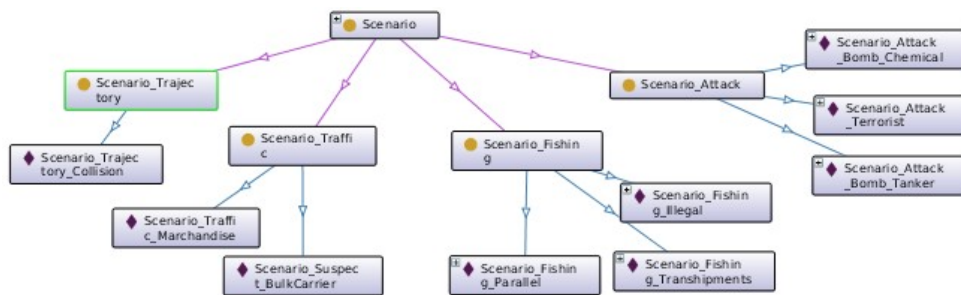 Scenario
Scenario_Trajec
tory
Scenario_Attack
Scenario_Attack
_Bomb_Chemical
Scenario_Attack
_Terrorist
Scenario_Attack
_Bomb_Tanker
Scenario_Traffi
c
Scenario_Fishin
g
Scenario_Trajec
tory_Collision
Scenario_Traffi
c_Marchandise
Scenario_Suspec
t_BulkCarrier
Scenario_Fishin
g_Illegal
Scenario_Fishin
g_Parallel
Scenario_Fishin
g_Transhipments